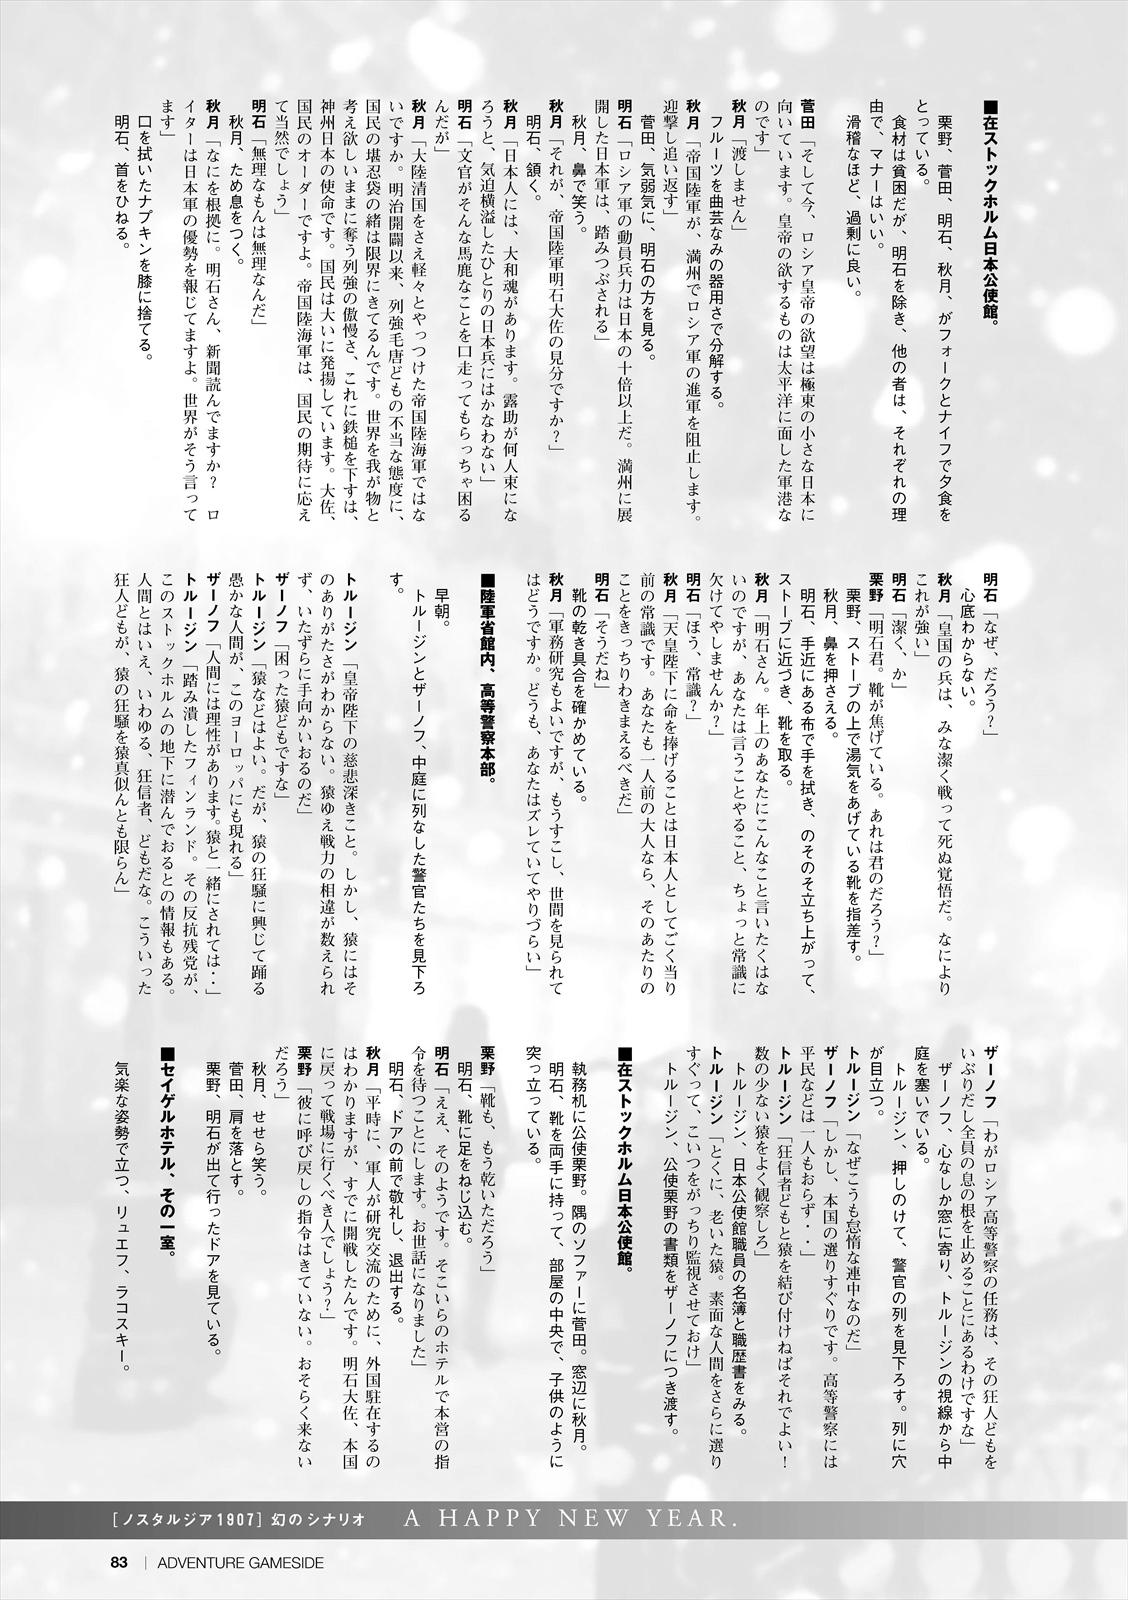 ■在ストックホルム日本公使館。
栗野、菅田、明石、秋月、がフォークとナイフで夕食を
とっている。
食材は貧困だが、明石を除き、他の者は、それぞれの理
由で、マナーはいい。
滑稽なほど、過剰に良い。
菅田「そして今、ロシア皇帝の欲望は極東の小さな日本に
向いています。皇帝の欲するものは太平洋に面した軍港な
のです」
秋月「渡しません」
フルーツを曲芸なみの器用さで分解する。
秋月「帝国陸軍が、満州でロシア軍の進軍を阻止します。
迎撃し追い返す」
菅田、気弱気に、明石の方を見る。
明石「ロシア軍の動員兵力は日本の十倍以上だ。満州に展
開した日本軍は、踏みつぶされる」
秋月、鼻で笑う。
秋月「それが、帝国陸軍明石大佐の見分ですか?」
明石、頷く。
秋月「日本人には、大和魂があります。露助が何人束にな
ろうと、気迫横溢したひとりの日本兵にはかなわない」
明石「文官がそんな馬鹿なことを口走ってもらっちゃ困る
んだが」
秋月「大陸清国をさえ軽々とやっつけた帝国陸海軍ではな
いですか。明治開闢以来、列強毛唐どもの不当な態度に、
国民の堪忍袋の緒は限界にきてるんです。世界を我が物と
考え欲しいままに奪う列強の傲慢さ、これに鉄槌を下すは、
神州日本の使命です。国民は大いに発揚しています。大佐、
国民のオーダーですよ。帝国陸海軍は、国民の期待に応え
て当然でしょう」
明石「無理なもんは無理なんだ」
秋月、ため息をつく。
秋月「なにを根拠に。明石さん、新聞読んでますか? ロ
イターは日本軍の優勢を報じてますよ。世界がそう言って
ます」
口を拭いたナプキンを膝に捨てる。
明石、首をひねる。
明石「なぜ、だろう?」
心底わからない。
秋月「皇国の兵は、みな潔く戦って死ぬ覚悟だ。なにより
これが強い」
明石「潔く、か」
栗野「明石君。靴が焦げている。あれは君のだろう?」
栗野、ストーブの上で湯気をあげている靴を指差す。
秋月、鼻を押さえる。
明石、手近にある布で手を拭き、のそのそ立ち上がって、
ストーブに近づき、靴を取る。
秋月「明石さん。年上のあなたにこんなこと言いたくはな
いのですが、あなたは言うことやること、ちょっと常識に
欠けてやしませんか?」
明石「ほう、常識?」
秋月「天皇陛下に命を捧げることは日本人としてごく当り
前の常識です。あなたも一人前の大人なら、そのあたりの
ことをきっちりわきまえるべきだ」
明石「そうだね」
靴の乾き具合を確かめている。
秋月「軍務研究もよいですが、もうすこし、世間を見られて
はどうですか。どうも、あなたはズレていてやりづらい」
■陸軍省館内、高等警察本部。
早朝。
トルージンとザーノフ、中庭に列なした警官たちを見下ろ
す。
トルージン「皇帝陛下の慈悲深きこと。しかし、猿にはそ
のありがたさがわからない。猿ゆえ戦力の相違が数えられ
ず、いたずらに手向かいおるのだ」
ザーノフ「困った猿どもですな」
トルージン「猿などはよい。だが、猿の狂騒に興じて踊る
愚かな人間が、このヨーロッパにも現れる」
ザーノフ「人間には理性があります。猿と一緒にされては・・」
トルージン「踏み潰したフィンランド。その反抗残党が、
このストックホルムの地下に潜んでおるとの情報もある。
人間とはいえ、いわゆる、狂信者、どもだな。こういった
狂人どもが、猿の狂騒を猿真似んとも限らん」
ザーノフ「わがロシア高等警察の任務は、その狂人どもを
いぶりだし全員の息の根を止めることにあるわけですな」
ザーノフ、心なしか窓に寄り、トルージンの視線から中
庭を塞いでいる。
トルージン、押しのけて、警官の列を見下ろす。列に穴
が目立つ。
トルージン「なぜこうも怠惰な連中なのだ」
ザーノフ「しかし、本国の選りすぐりです。高等警察には
平民などは一人もおらず・・」
トルージン「狂信者どもと猿を結び付けねばそれでよい!
数の少ない猿をよく観察しろ」
トルージン、日本公使館職員の名簿と職歴書をみる。
トルージン「とくに、老いた猿。素面な人間をさらに選り
すぐって、こいつをがっちり監視させておけ」
トルージン、公使栗野の書類をザーノフにつき渡す。
■在ストックホルム日本公使館。
執務机に公使栗野。隅のソファーに菅田。窓辺に秋月。
明石、靴を両手に持って、部屋の中央で、子供のように
突っ立っている。
栗野「靴も、もう乾いただろう」
明石、靴に足をねじ込む。
明石「ええ、そのようです。そこいらのホテルで本営の指
令を待つことにします。お世話になりました」
明石、ドアの前で敬礼し、退出する。
秋月「平時に、軍人が研究交流のために、外国駐在するの
はわかりますが、すでに開戦したんです。明石大佐、本国
に戻って戦場に行くべき人でしょう?」
栗野「彼に呼び戻しの指令はきていない。おそらく来ない
だろう」
秋月、せせら笑う。
菅田、肩を落とす。
栗野、明石が出て行ったドアを見ている。
■セイゲルホテル、その一室。
気楽な姿勢で立つ、リュエフ、ラコスキー。
[ノスタルジア1907]幻のシナリオ A HAPPY NEW YEAR.
83 | ADVENTURE GAMESIDE